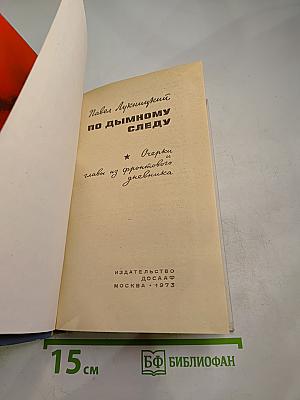 Павел Лукницкий
ПО ДЫМНОМУ
СЛЕДУ
Очерки
и
главы из фронтового
дневника
ИЗДАТЕЛЬСТВО
ДОСААФ
МОСКВА • 1973
15 см
БФ БИБЛИОФАН